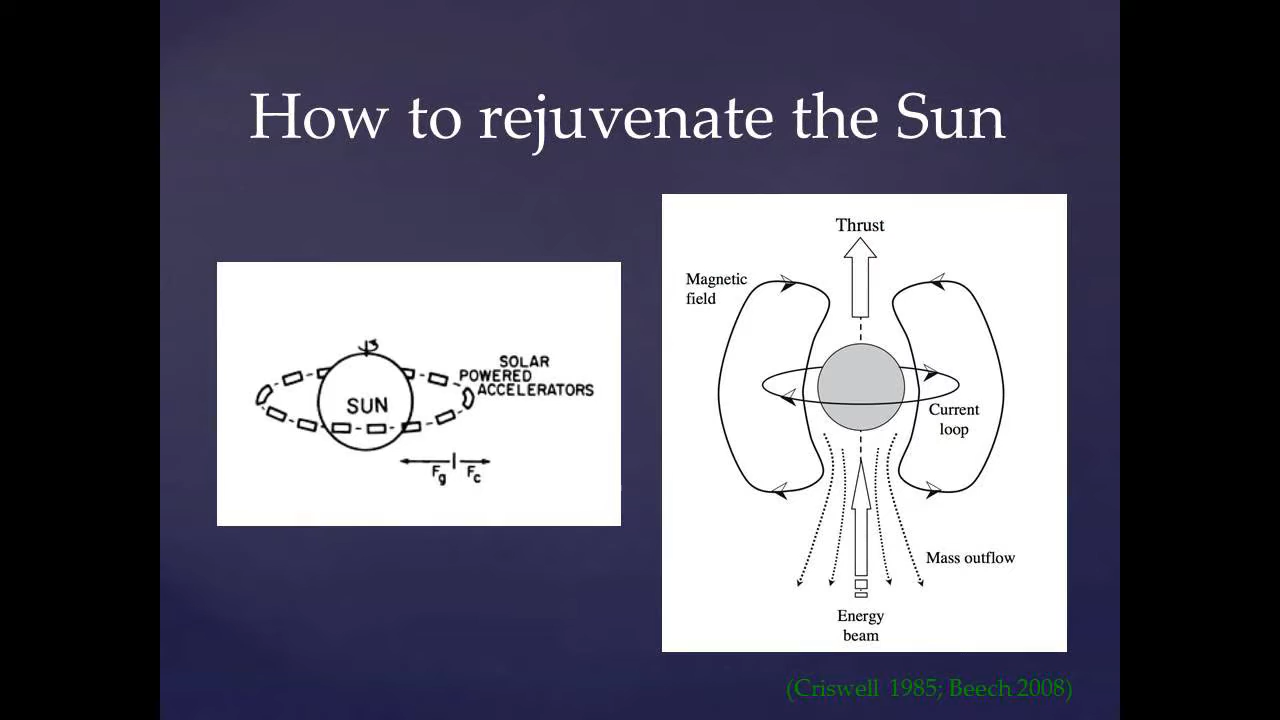 How to rejuvenate the Sun
SOLAR
POWERED
ACCELERATORS
SUN
Fg Fc
Thrust
Magnetic
field
Current
loop
Mass outflow
Energy
beam
(Criswell 1985; Beech 2008)